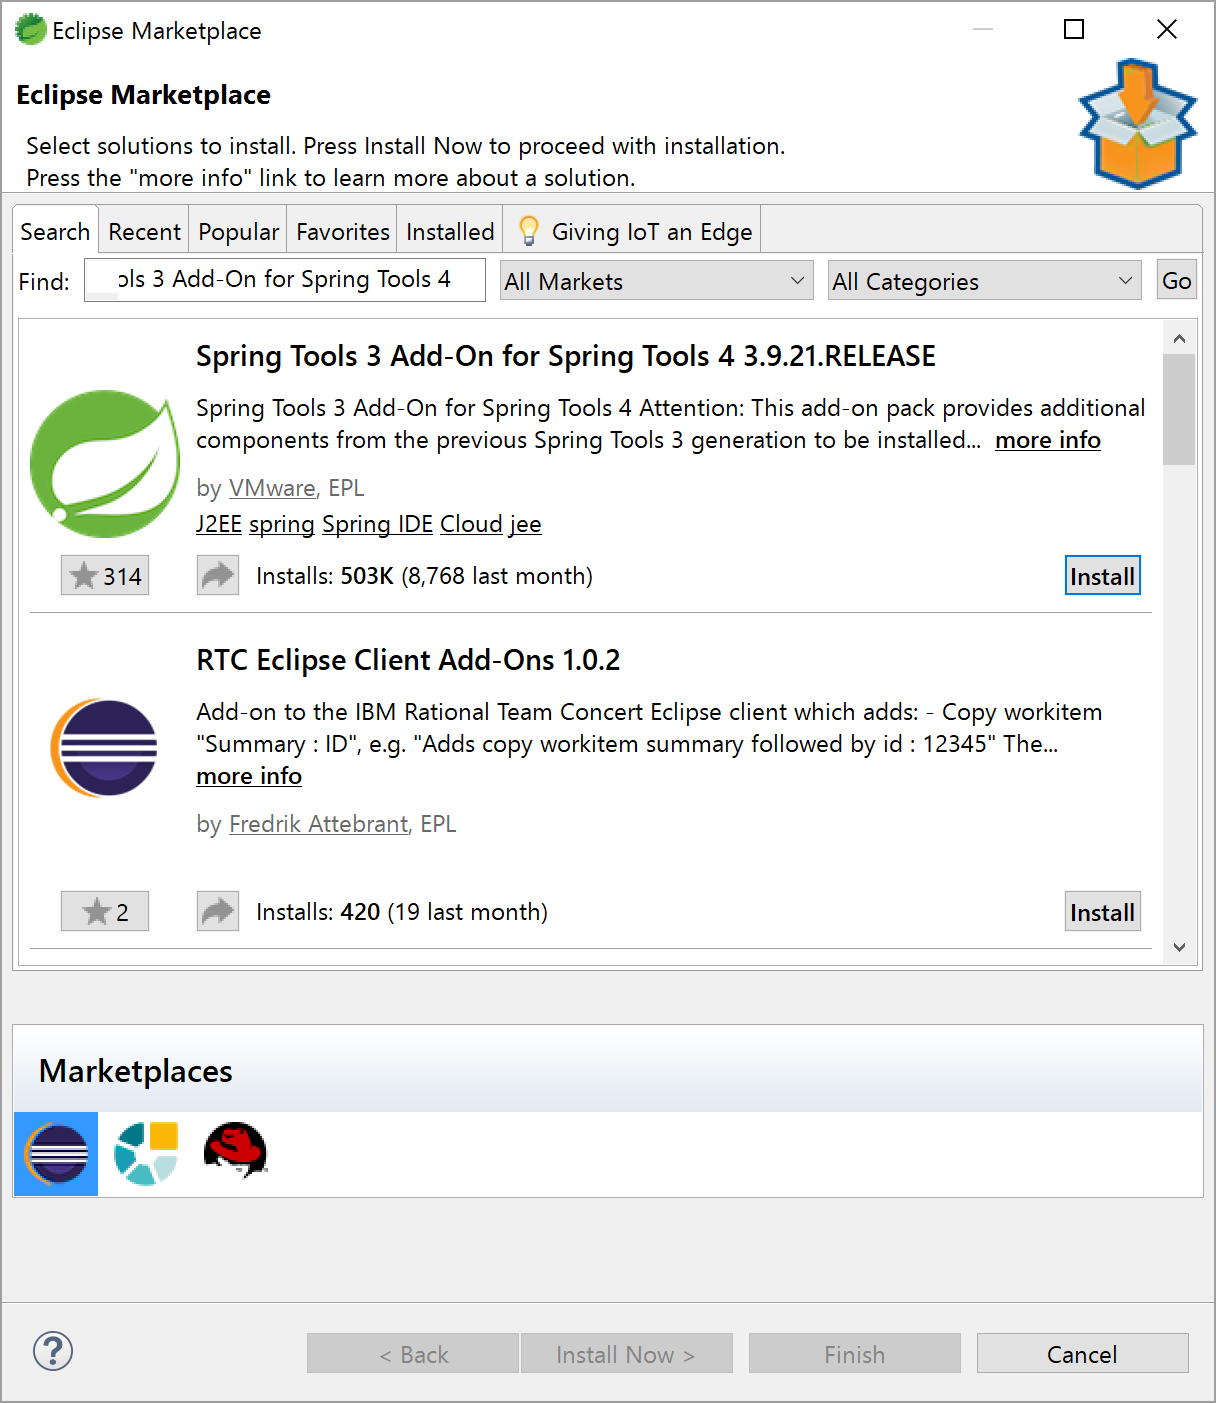 Eclipse Marketplace
Eclipse Marketplace
Select solutions to install. Press Install Now to proceed with installation.
Press the "more info" link to learn more about a solution.
Search Recent Popular Favorites Installed Giving IoT an Edge
Find: ols 3 Add-On for Spring Tools 4 All Markets All Categories Go
Spring Tools 3 Add-On for Spring Tools 4 3.9.21.RELEASE
Spring Tools 3 Add-On for Spring Tools 4 Attention: This add-on pack provides additional
components from the previous Spring Tools 3 generation to be installed... more info
by VMware, EPL
J2EE spring Spring IDE Cloud jee
314 Installs: 503K (8,768 last month) Install
RTC Eclipse Client Add-Ons 1.0.2
Add-on to the IBM Rational Team Concert Eclipse client which adds: - Copy workitem
"Summary : ID", e.g. "Adds copy workitem summary followed by id : 12345" The...
more info
by Fredrik Attebrant, EPL
2 Installs: 420 (19 last month) Install
Marketplaces
? < Back Install Now > Finish Cancel